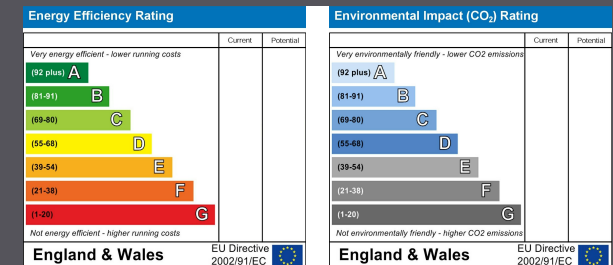 Energy Efficiency Rating
Current Potential
Very energy efficient - lower running costs
(92 plus) A
(81-91) B
(69-80) C
(55-68) D
(39-54) E
(21-38) F
(1-20) G
Not energy efficient - higher running costs
England & Wales
EU Directive
2002/91/EC
Environmental Impact (CO₂) Rating
Current Potential
Very environmentally friendly - lower CO2 emissions
(92 plus) A
(81-91) B
(69-80) C
(55-68) D
(39-54) E
(21-38) F
(1-20) G
Not environmentally friendly - higher CO2 emissions
England & Wales
EU Directive
2002/91/EC